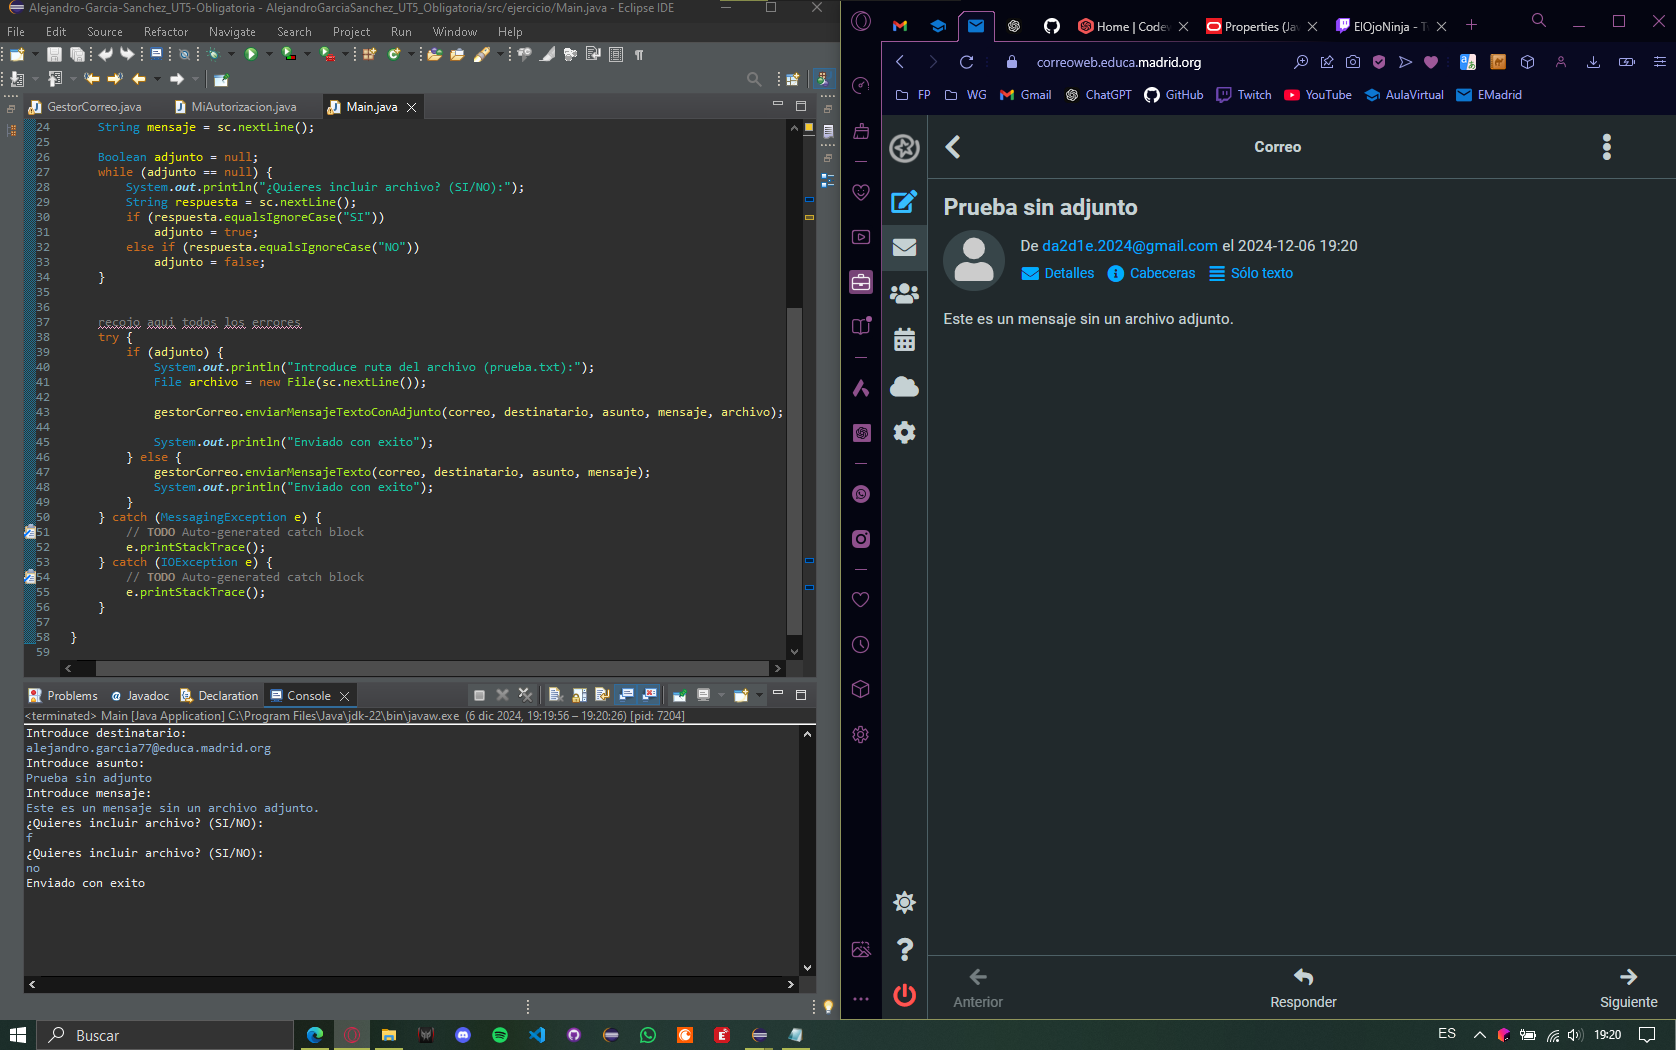 Alejandro-Garcia-Sanchez_UT5-Obligatoria - AlejandroGarciaSanchez_UT5_Obligatoria/src/ejercicio/Main.java - Eclipse IDE
File Edit Source Refactor Navigate Search Project Run Window Help
GestorCorreo.java MiAutorizacion.java Main.java
24 String mensaje = sc.nextLine();
25
26 Boolean adjunto = null;
27 while (adjunto == null) {
28 System.out.println("¿Quieres incluir archivo? (SI/NO):");
29 String respuesta = sc.nextLine();
30 if (respuesta.equalsIgnoreCase("SI"))
31 adjunto = true;
32 else if (respuesta.equalsIgnoreCase("NO"))
33 adjunto = false;
34 }
35
36
37 recojo aqui todos los errores
38 try {
39 if (adjunto) {
40 System.out.println("Introduce ruta del archivo (prueba.txt):");
41 File archivo = new File(sc.nextLine());
42
43 gestorCorreo.enviarMensajeTextoConAdjunto(correo, destinatario, asunto, mensaje, archivo);
44
45 System.out.println("Enviado con exito");
46 } else {
47 gestorCorreo.enviarMensajeTexto(correo, destinatario, asunto, mensaje);
48 System.out.println("Enviado con exito");
49 }
50 } catch (MessagingException e) {
51 // TODO Auto-generated catch block
52 e.printStackTrace();
53 } catch (IOException e) {
54 // TODO Auto-generated catch block
55 e.printStackTrace();
56 }
57
58 }
59
Problems Javadoc Declaration Console
<terminated> Main [Java Application] C:\Program Files\Java\jdk-22\bin\javaw.exe (6 dic 2024, 19:19:56 – 19:20:26) [pid: 7204]
Introduce destinatario:
alejandro.garcia77@educa.madrid.org
Introduce asunto:
Prueba sin adjunto
Introduce mensaje:
Este es un mensaje sin un archivo adjunto.
¿Quieres incluir archivo? (SI/NO):
f
¿Quieres incluir archivo? (SI/NO):
no
Enviado con exito
Home | Codev Properties (Ja ElOjoNinja - T
correoweb.educa.madrid.org
FP WG Gmail ChatGPT GitHub Twitch YouTube AulaVirtual EMadrid
Correo
Prueba sin adjunto
De da2d1e.2024@gmail.com el 2024-12-06 19:20
Detalles Cabeceras Sólo texto
Este es un mensaje sin un archivo adjunto.
Anterior Responder Siguiente
Buscar
ES 19:20